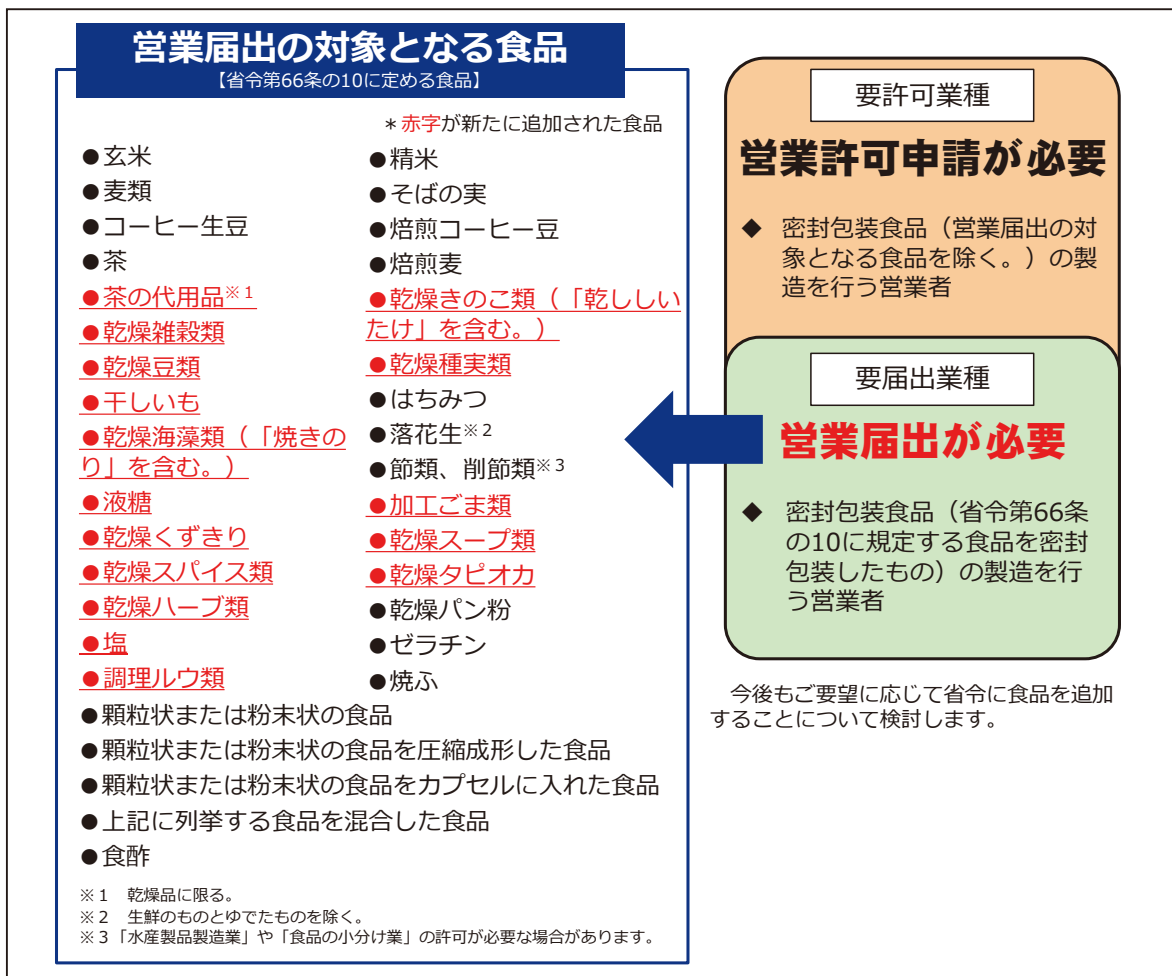 営業届出の対象となる食品
【省令第66条の10に定める食品】
＊赤字が新たに追加された食品
●玄米
●麦類
●コーヒー生豆
●茶
●茶の代用品※1
●乾燥雑穀類
●乾燥豆類
●干しいも
●乾燥海藻類（「焼きの
り」を含む。）
●液糖
●乾燥くずきり
●乾燥スパイス類
●乾燥ハーブ類
●塩
●調理ルウ類
●精米
●そばの実
●焙煎コーヒー豆
●焙煎麦
●乾燥きのこ類（「乾ししい
たけ」を含む。）
●乾燥種実類
●はちみつ
●落花生※2
●節類、削節類※3
●加工ごま類
●乾燥スープ類
●乾燥タピオカ
●乾燥パン粉
●ゼラチン
●焼ふ
●顆粒状または粉末状の食品
●顆粒状または粉末状の食品を圧縮成形した食品
●顆粒状または粉末状の食品をカプセルに入れた食品
●上記に列挙する食品を混合した食品
●食酢
※1　乾燥品に限る。
※2　生鮮のものとゆでたものを除く。
※3「水産製品製造業」や「食品の小分け業」の許可が必要な場合があります。
要許可業種
営業許可申請が必要
◆ 密封包装食品（営業届出の対
象となる食品を除く。）の製
造を行う営業者
要届出業種
営業届出が必要
◆ 密封包装食品（省令第66条
の10に規定する食品を密封
包装したもの）の製造を行
う営業者
今後もご要望に応じて省令に食品を追加
することについて検討します。